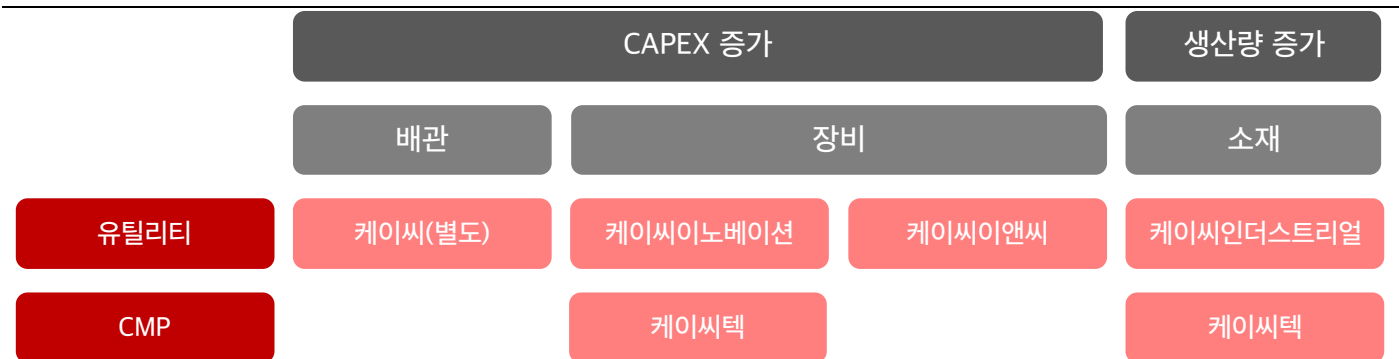 CAPEX 증가
생산량 증가
배관
장비
소재
유틸리티
케이씨(별도)
케이씨이노베이션
케이씨이앤씨
케이씨인더스트리얼
CMP
케이씨텍
케이씨텍